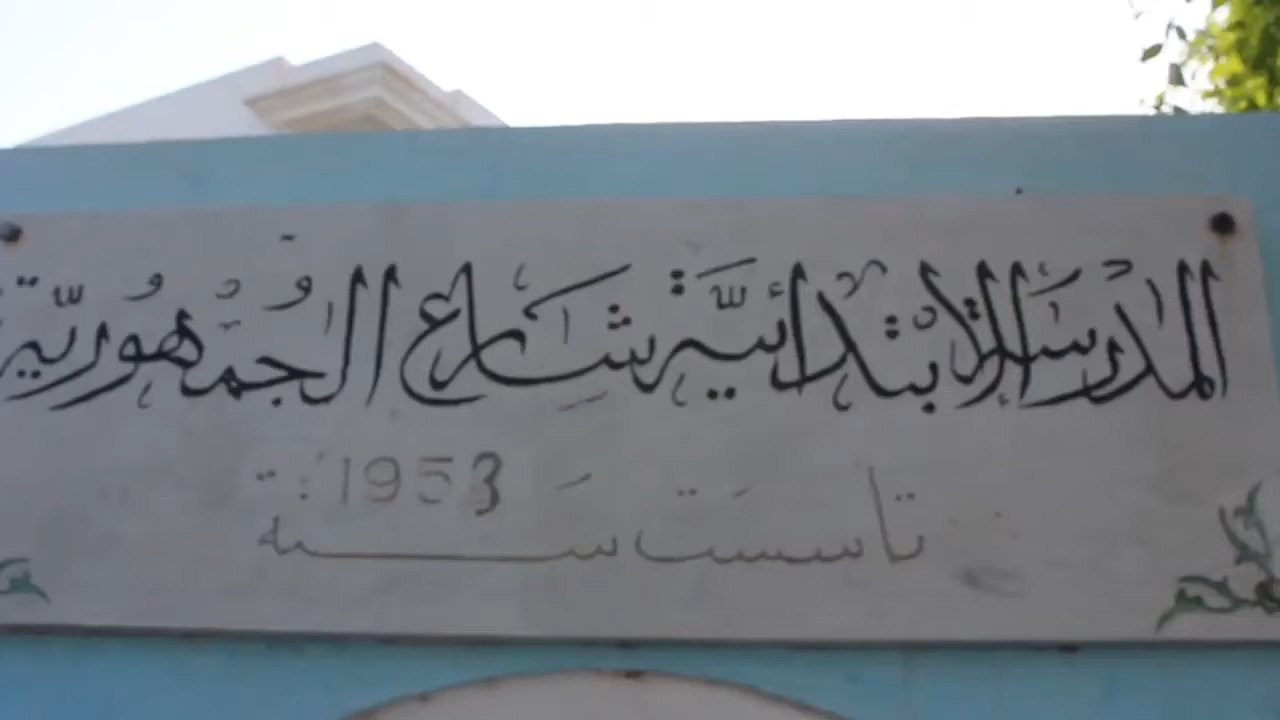 المدرسة الابتدائية شارع الجمهورية
تأسست سنة : 1953